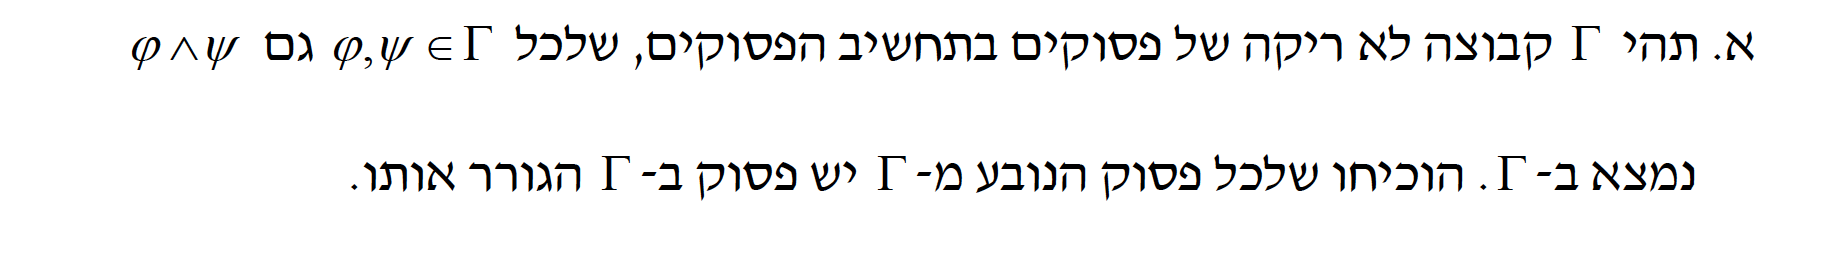 א. תהי Γ קבוצה לא ריקה של פסוקים בתחשיב הפסוקים, שלכל φ,ψ∈Γ גם φ∧ψ
נמצא ב-Γ. הוכיחו שלכל פסוק הנובע מ-Γ יש פסוק ב-Γ הגורר אותו.